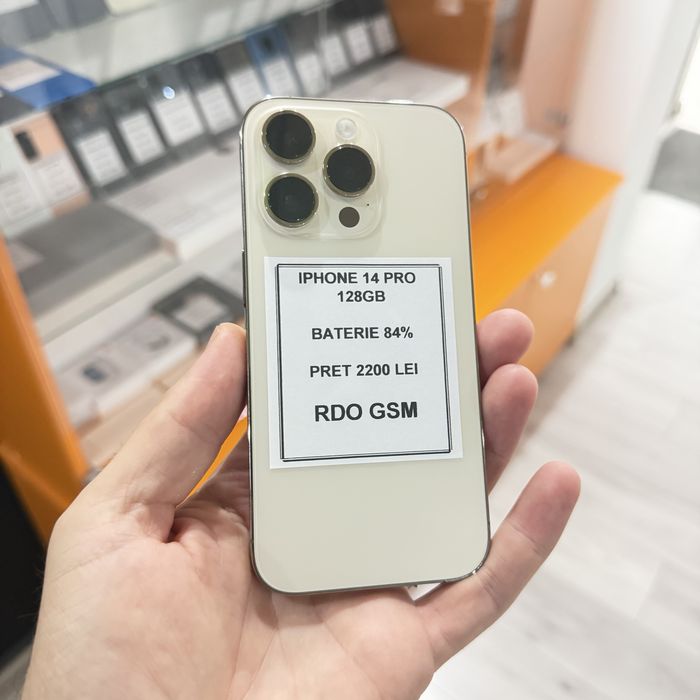 IPHONE 14 PRO
128GB
BATERIE 84%
PRET 2200 LEI
RDO GSM